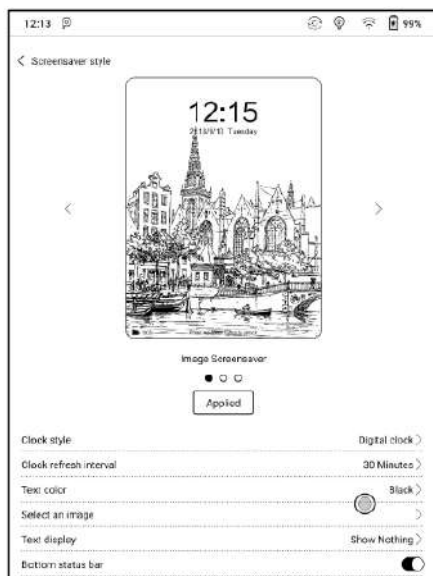 12:13 99%
Screensaver style
12:15
Tuesday
Image Screensaver
Applied
Clock style Digital clock
Clock refresh interval 30 Minutes
Text color Black
Select an image
Text display Show Nothing
Bottom status bar